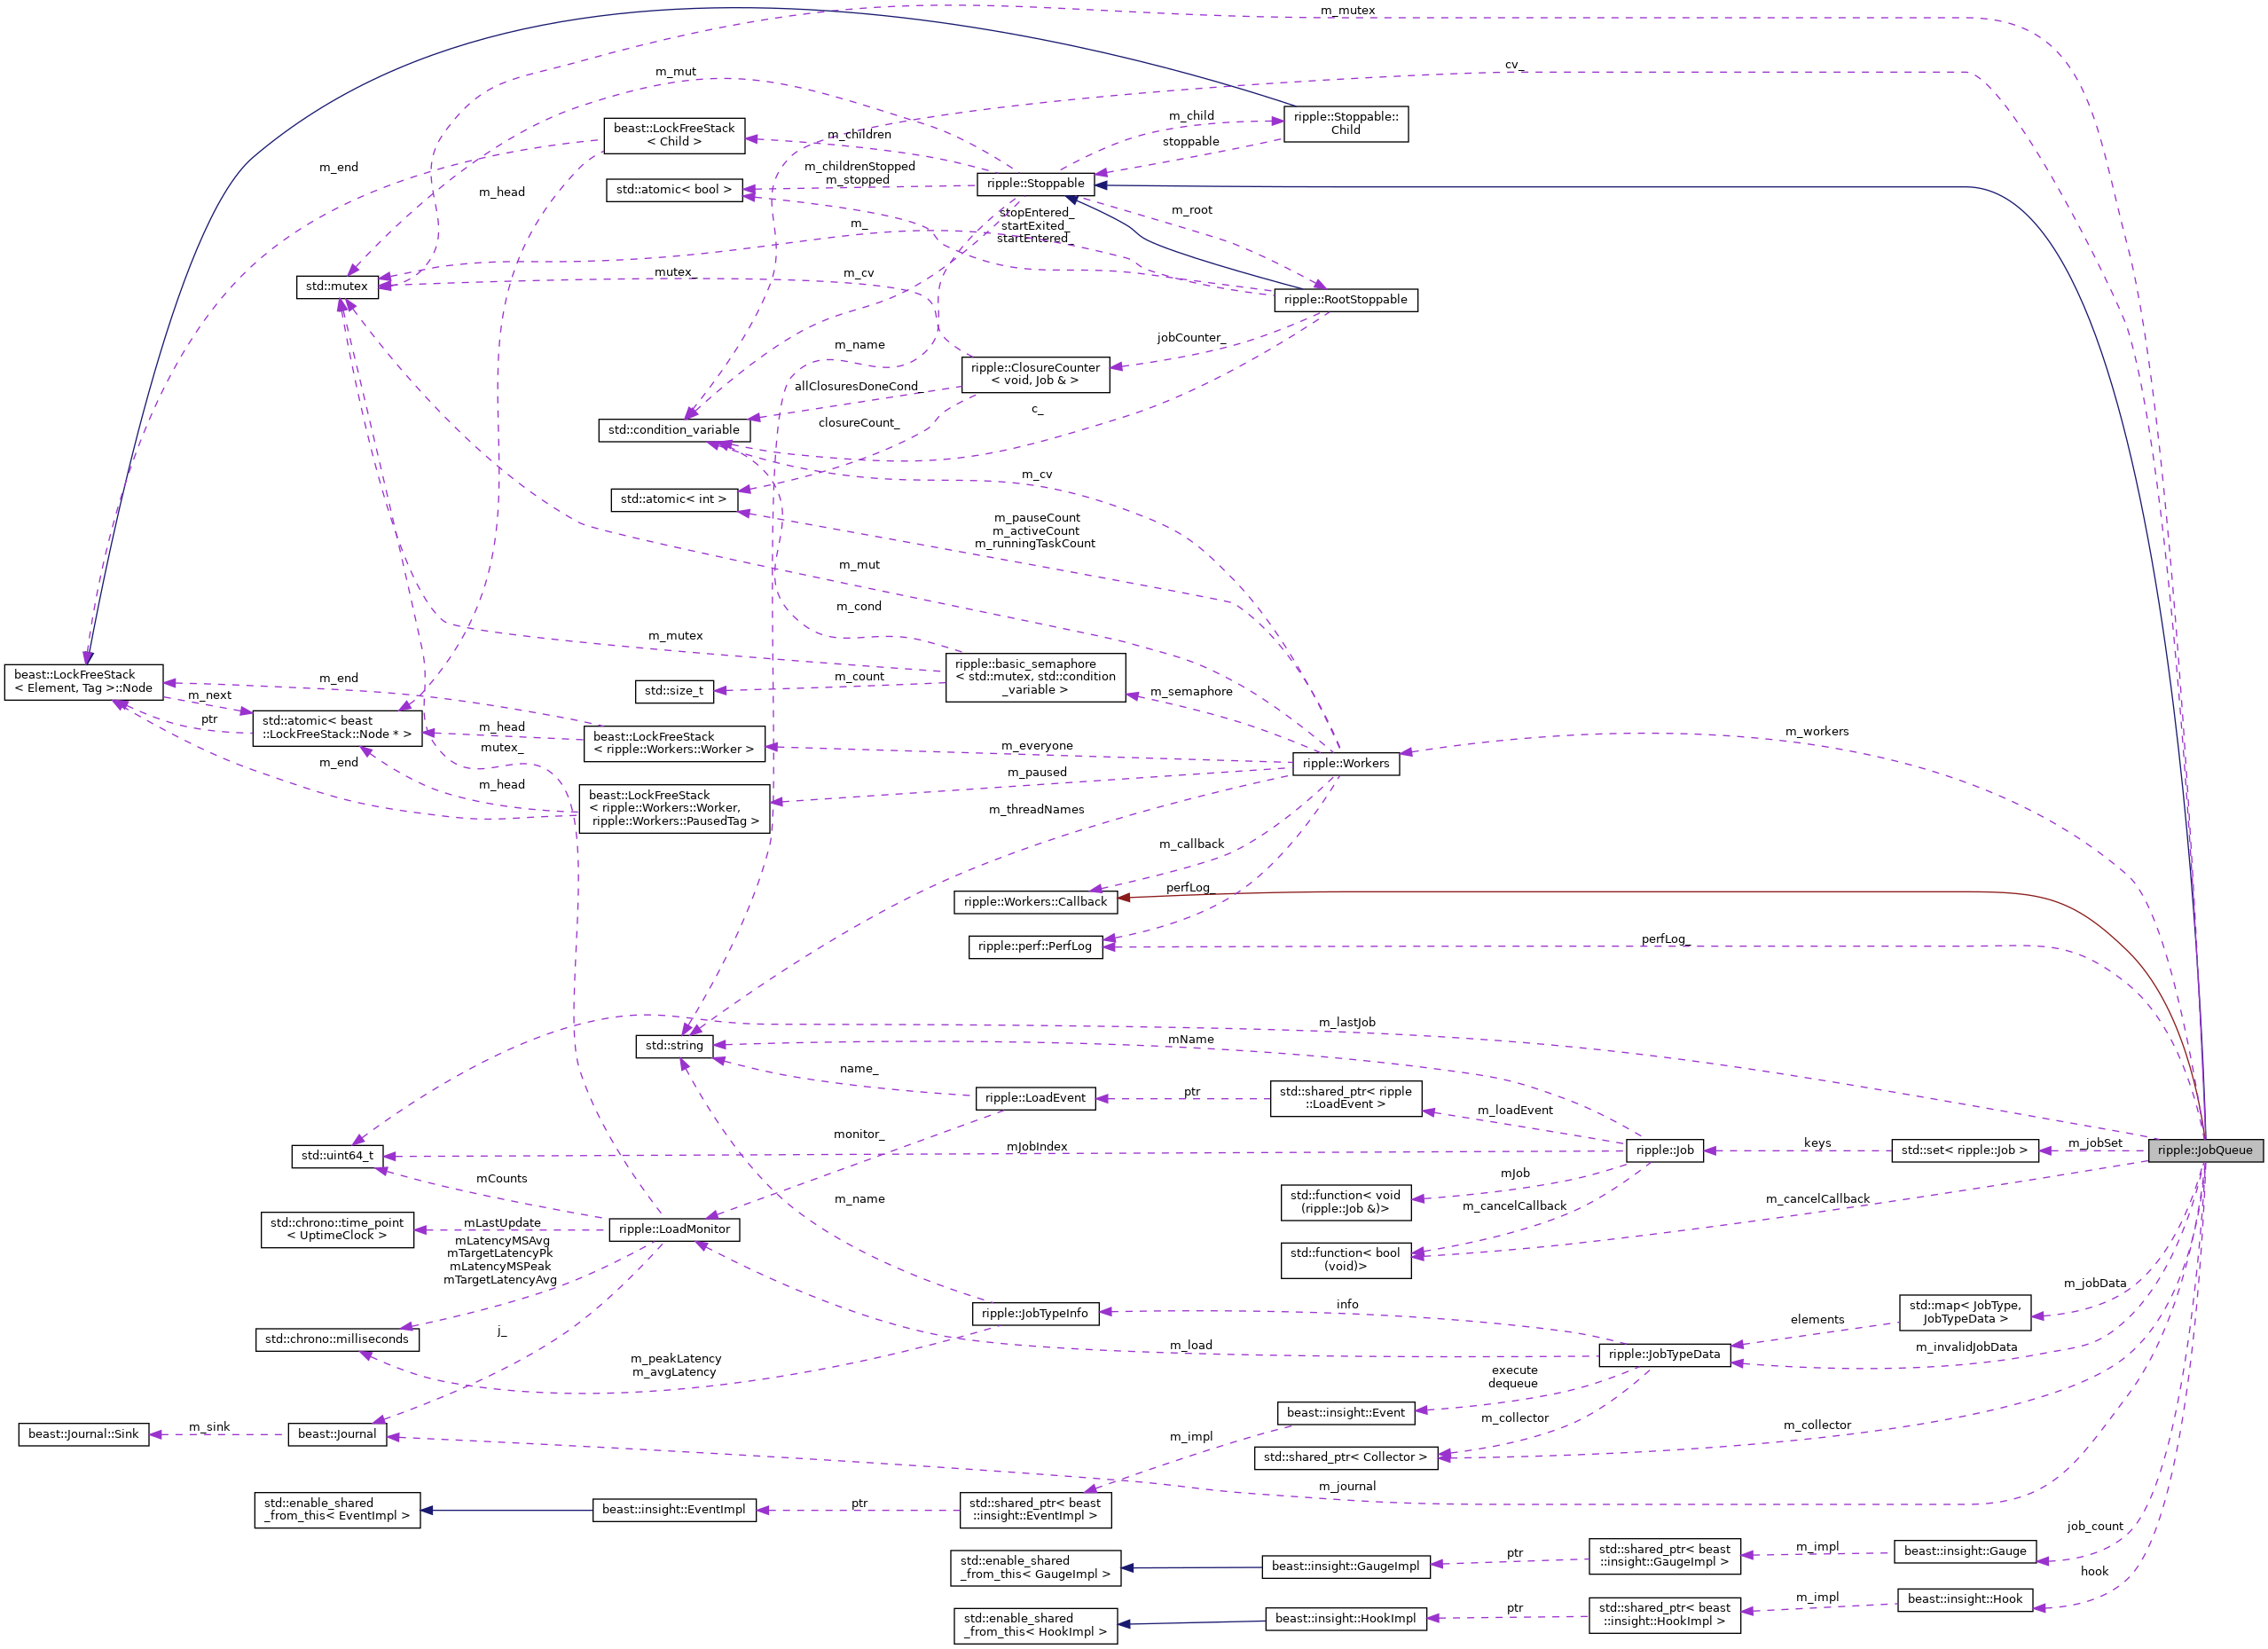 m_mutex
cv_
m_mut
m_child
ripple::Stoppable::
Child
beast::LockFreeStack
< Child >
m_children
stoppable
m_end
m_childrenStopped
m_stopped
ripple::Stoppable
std::atomic< bool >
m_head
m_root
stopEntered_
startExited_
startEntered_
m_
mutex_
m_cv
std::mutex
ripple::RootStoppable
jobCounter_
m_name
ripple::ClosureCounter
< void, Job & >
allClosuresDoneCond_
c_
closureCount_
std::condition_variable
m_cv
std::atomic< int >
m_pauseCount
m_activeCount
m_runningTaskCount
m_mut
m_cond
m_mutex
ripple::basic_semaphore
< std::mutex, std::condition
_variable >
m_count
std::size_t
m_semaphore
beast::LockFreeStack
< Element, Tag >::Node
m_end
m_next
ptr
std::atomic< beast
::LockFreeStack::Node * >
m_head
mutex_
m_end
beast::LockFreeStack
< ripple::Workers::Worker >
m_everyone
m_workers
ripple::Workers
m_paused
m_head
beast::LockFreeStack
< ripple::Workers::Worker,
ripple::Workers::PausedTag >
m_threadNames
m_callback
perfLog_
ripple::Workers::Callback
ripple::perf::PerfLog
perfLog_
m_lastJob
std::string
mName
name_
ripple::LoadEvent
ptr
std::shared_ptr< ripple
::LoadEvent >
m_loadEvent
monitor_
mJobIndex
std::uint64_t
ripple::Job
keys
std::set< ripple::Job >
m_jobSet
ripple::JobQueue
mCounts
m_name
mJob
std::function< void
(ripple::Job &)>
m_cancelCallback
m_cancelCallback
std::chrono::time_point
< UptimeClock >
mLastUpdate
ripple::LoadMonitor
mLatencyMSAvg
mTargetLatencyPk
mLatencyMSPeak
mTargetLatencyAvg
std::function< bool
(void)>
m_jobData
std::map< JobType,
JobTypeData >
ripple::JobTypeInfo
info
elements
std::chrono::milliseconds
j_
m_load
ripple::JobTypeData
m_invalidJobData
m_peakLatency
m_avgLatency
execute
dequeue
beast::insight::Event
m_collector
m_collector
m_impl
beast::Journal::Sink
m_sink
beast::Journal
std::shared_ptr< Collector >
m_journal
std::enable_shared
_from_this< EventImpl >
beast::insight::EventImpl
ptr
std::shared_ptr< beast
::insight::EventImpl >
job_count
std::enable_shared
_from_this< GaugeImpl >
beast::insight::GaugeImpl
ptr
std::shared_ptr< beast
::insight::GaugeImpl >
m_impl
beast::insight::Gauge
hook
std::enable_shared
_from_this< HookImpl >
beast::insight::HookImpl
ptr
std::shared_ptr< beast
::insight::HookImpl >
m_impl
beast::insight::Hook